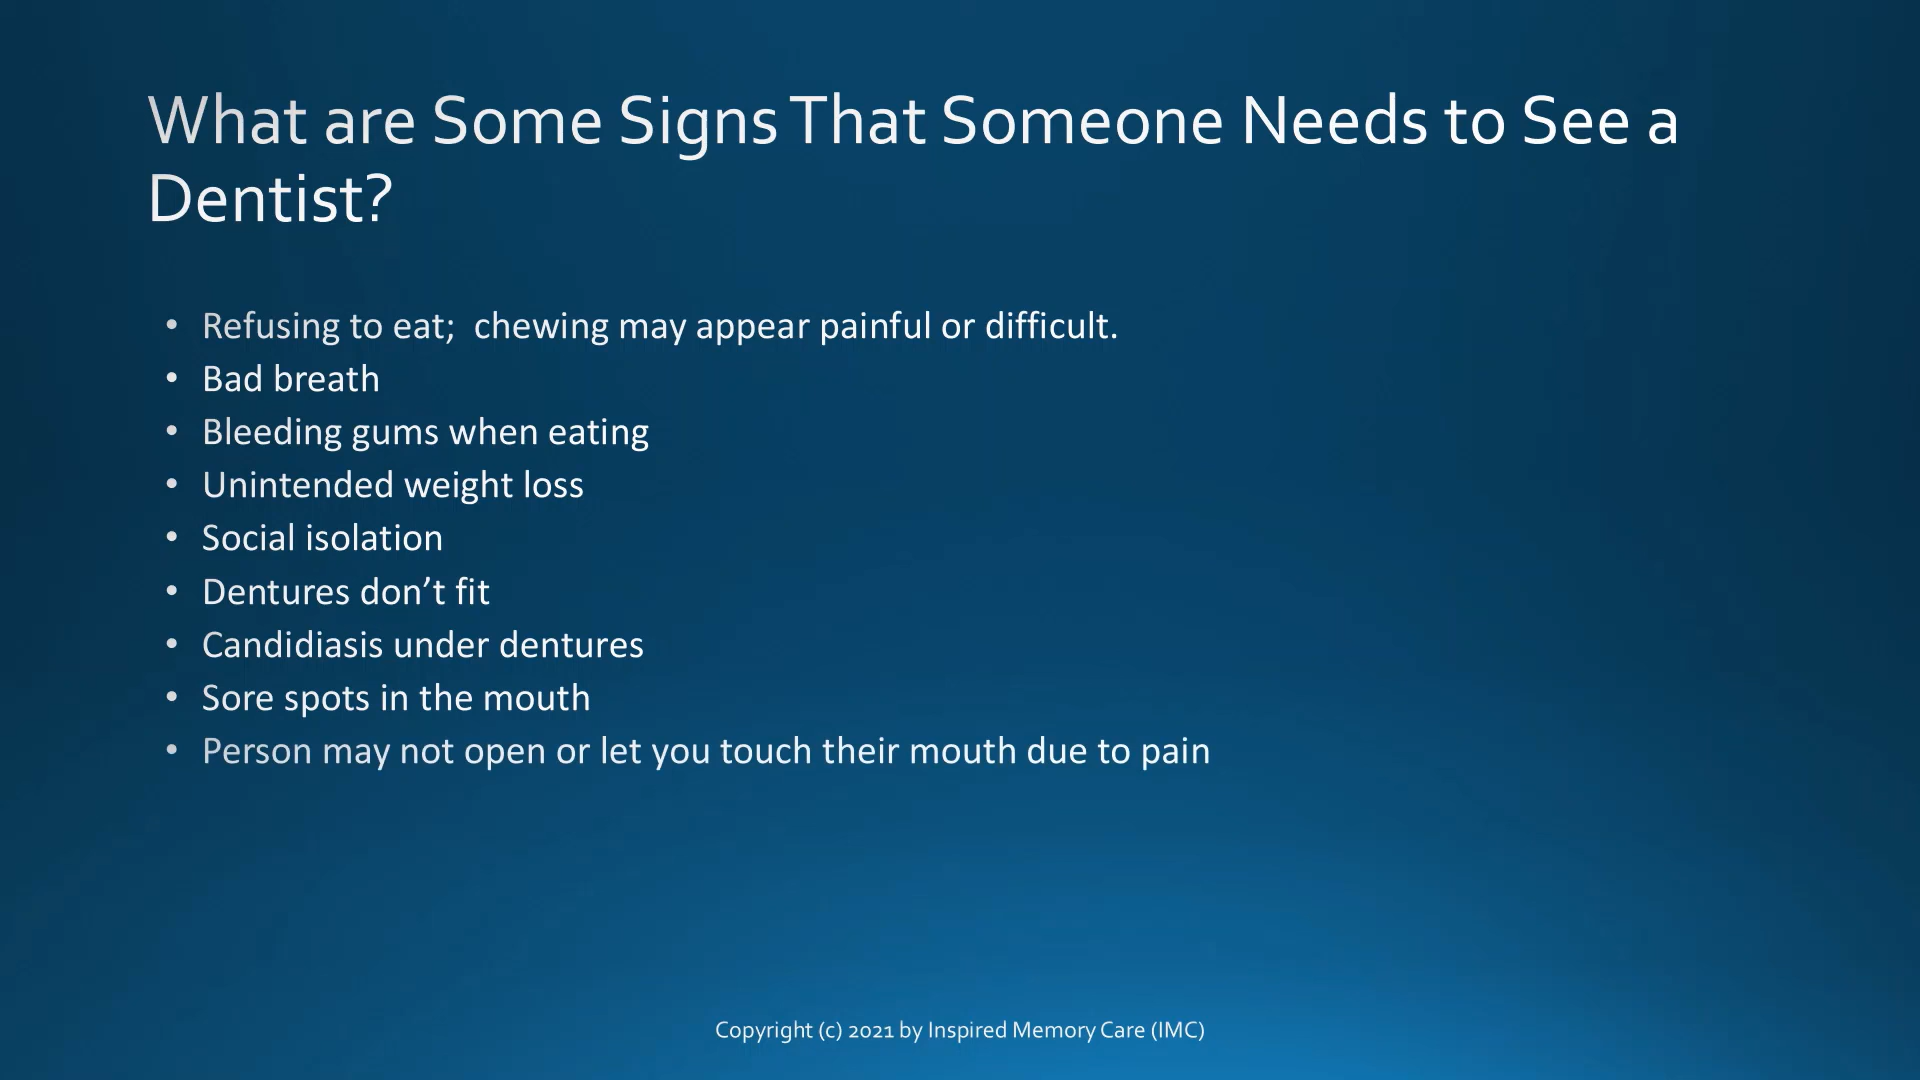 What are Some Signs That Someone Needs to See a
Dentist?
• Refusing to eat;  chewing may appear painful or difficult.
• Bad breath
• Bleeding gums when eating
• Unintended weight loss
• Social isolation
• Dentures don’t fit
• Candidiasis under dentures
• Sore spots in the mouth
• Person may not open or let you touch their mouth due to pain
Copyright (c) 2021 by Inspired Memory Care (IMC)